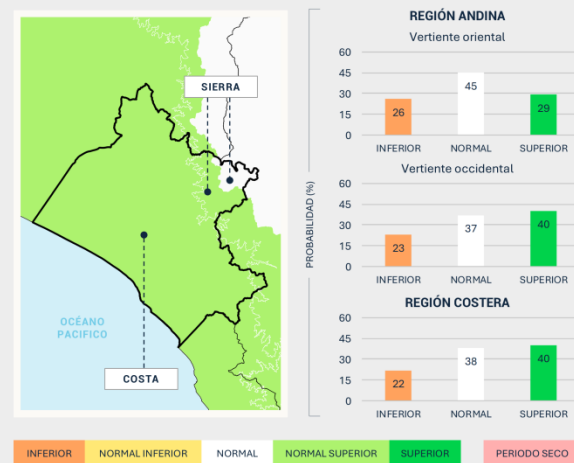 SIERRA
OCÉANO
PACIFICO
COSTA
PROBABILIDAD (%)
REGIÓN ANDINA
Vertiente oriental
60
45
30
15
0
26
45
29
INFERIOR NORMAL SUPERIOR
Vertiente occidental
60
45
30
15
0
23
37
40
INFERIOR NORMAL SUPERIOR
REGIÓN COSTERA
60
45
30
15
0
22
38
40
INFERIOR NORMAL SUPERIOR
INFERIOR NORMAL INFERIOR NORMAL NORMAL SUPERIOR SUPERIOR PERIODO SECO